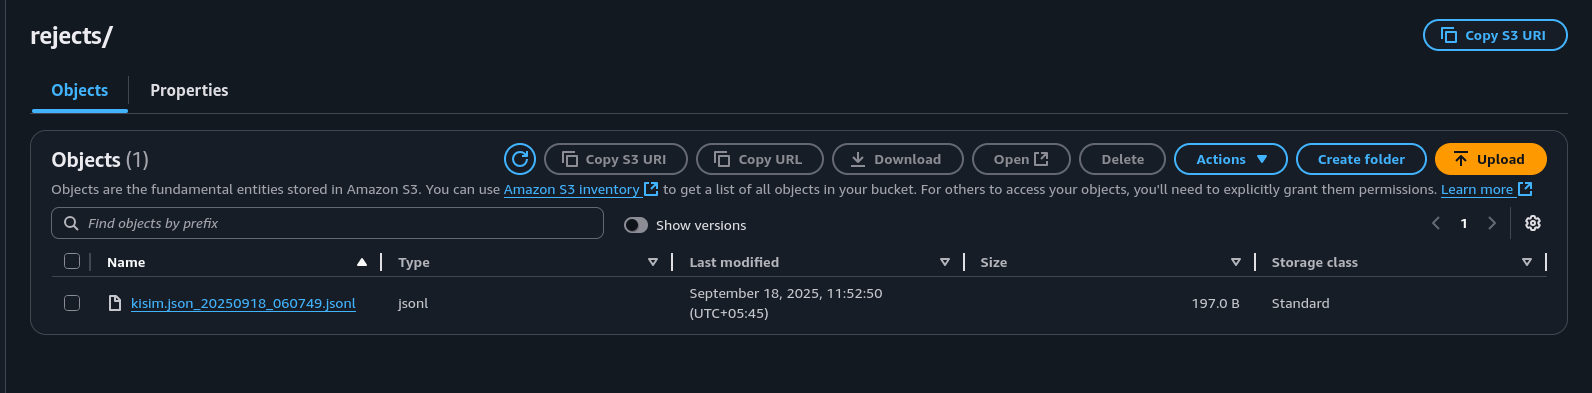 rejects/
Copy S3 URI
Objects
Properties
Objects (1)
Copy S3 URI
Copy URL
Download
Open
Delete
Actions
Create folder
Upload
Objects are the fundamental entities stored in Amazon S3. You can use Amazon S3 inventory to get a list of all objects in your bucket. For others to access your objects, you'll need to explicitly grant them permissions. Learn more
Find objects by prefix
Show versions
1
Name
Type
Last modified
Size
Storage class
kisim.json_20250918_060749.jsonl
jsonl
September 18, 2025, 11:52:50
(UTC+05:45)
197.0 B
Standard